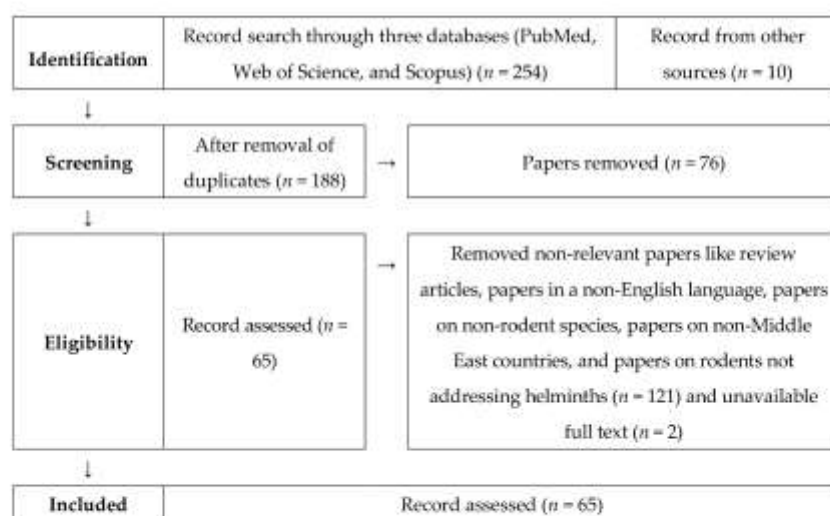 Identification
Record search through three databases (PubMed,
Web of Science, and Scopus) (n = 254)
Record from other
sources (n = 10)
↓
Screening
After removal of
duplicates (n = 188)
→
Papers removed (n = 76)
↓
Eligibility
Record assessed (n =
65)
→
Removed non-relevant papers like review
articles, papers in a non-English language, papers
on non-rodent species, papers on non-Middle
East countries, and papers on rodents not
addressing helminths (n = 121) and unavailable
full text (n = 2)
↓
Included
Record assessed (n = 65)